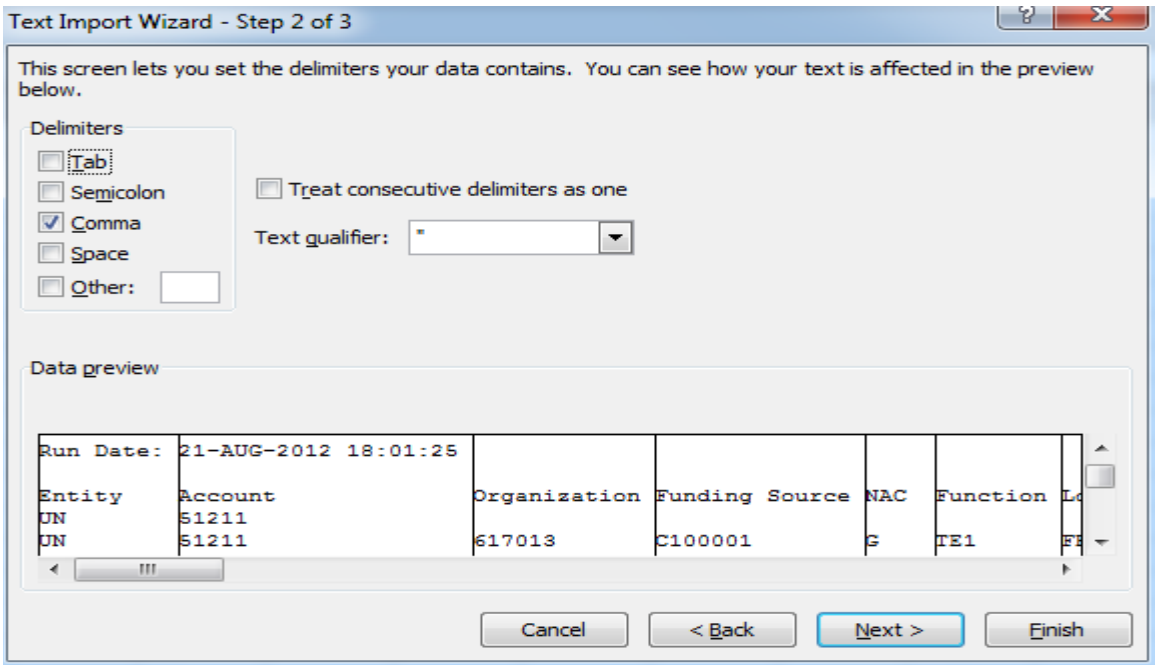 Text Import Wizard - Step 2 of 3
?
This screen lets you set the delimiters your data contains.  You can see how your text is affected in the preview
below.
Delimiters
Tab
Semicolon
Comma
Space
Other:
Treat consecutive delimiters as one
Text qualifier: "
Data preview
Run Date: 21-AUG-2012 18:01:25
Entity Account Organization Funding Source NAC Function
UN 51211
UN 51211 617013 C100001 G TE1
Cancel < Back Next > Finish